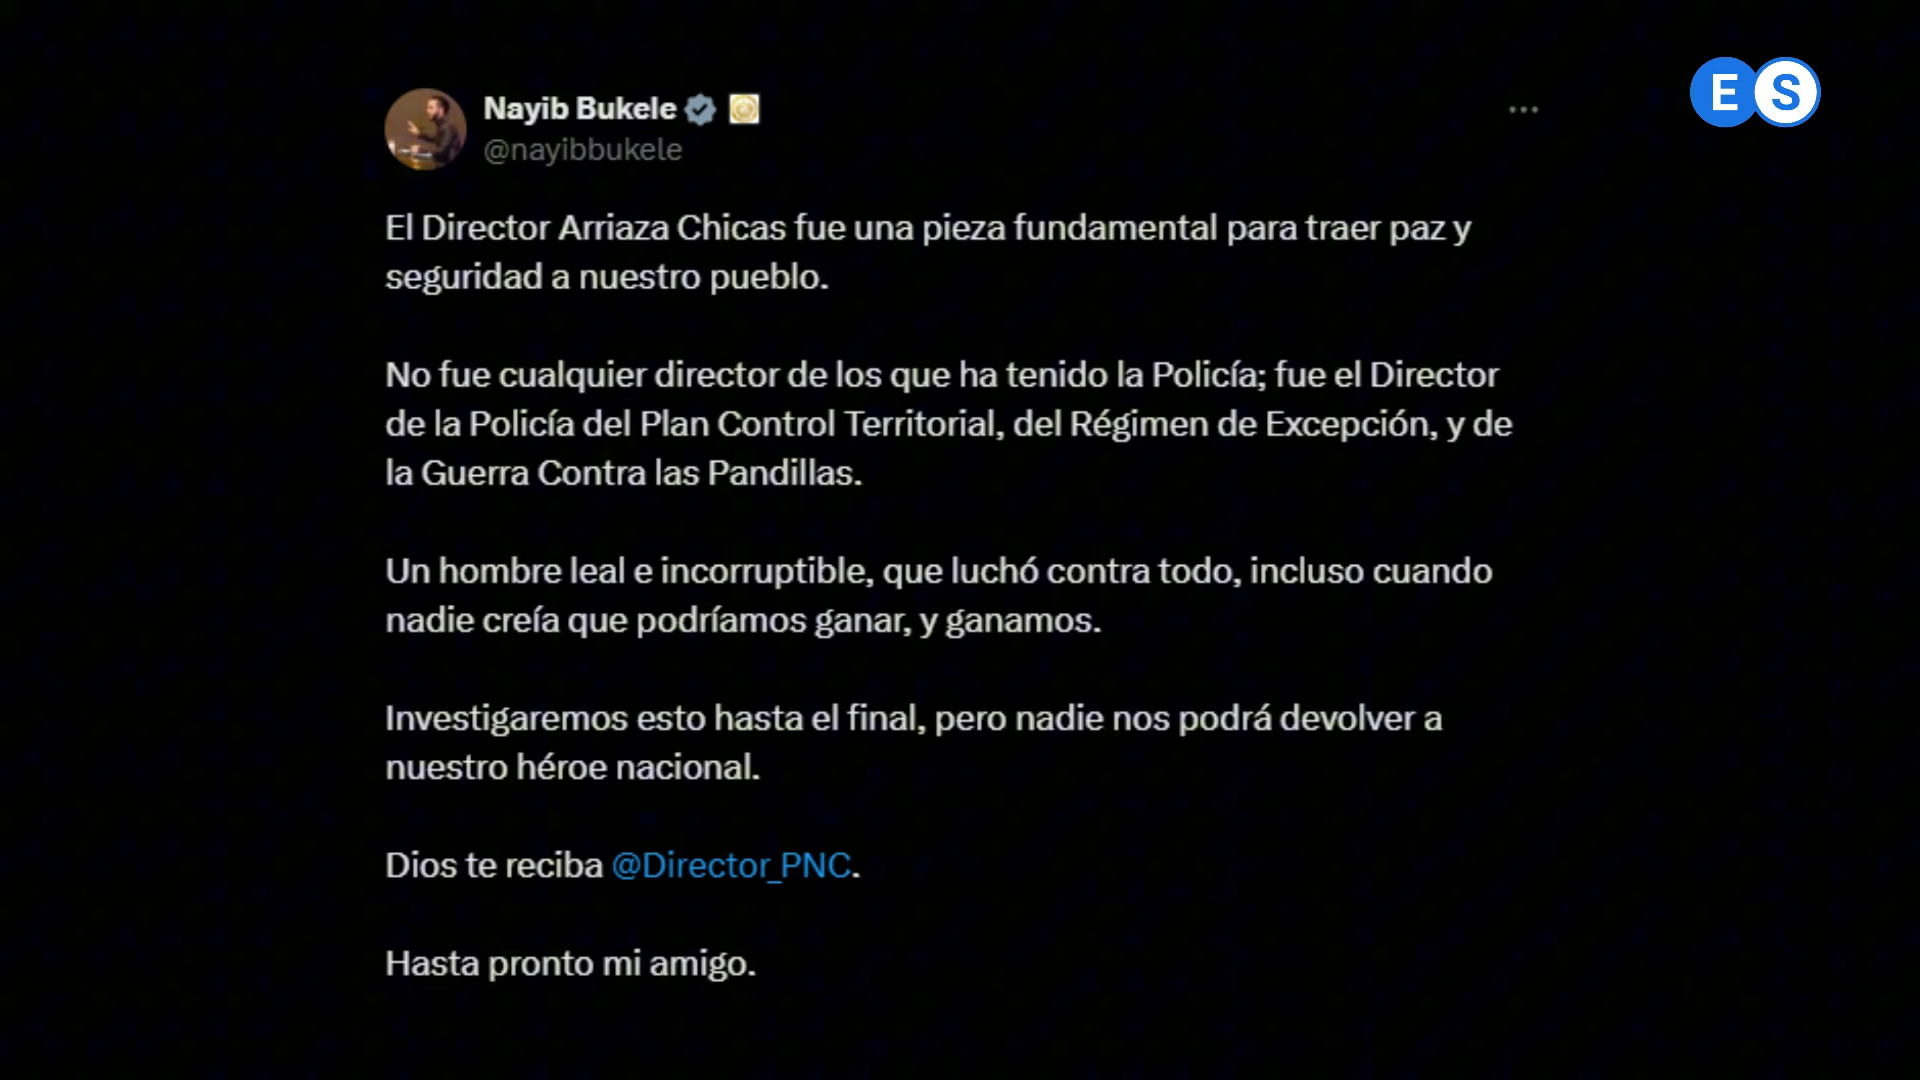 Nayib Bukele
ES
@nayibbukele
El Director Arriaza Chicas fue una pieza fundamental para traer paz y
seguridad a nuestro pueblo.
No fue cualquier director de los que ha tenido la Policía; fue el Director
de la Policía del Plan Control Territorial, del Régimen de Excepción, y de
la Guerra Contra las Pandillas.
Un hombre leal e incorruptible, que luchó contra todo, incluso cuando
nadie creía que podríamos ganar, y ganamos.
Investigaremos esto hasta el final, pero nadie nos podrá devolver a
nuestro héroe nacional.
Dios te reciba @Director_PNC.
Hasta pronto mi amigo.